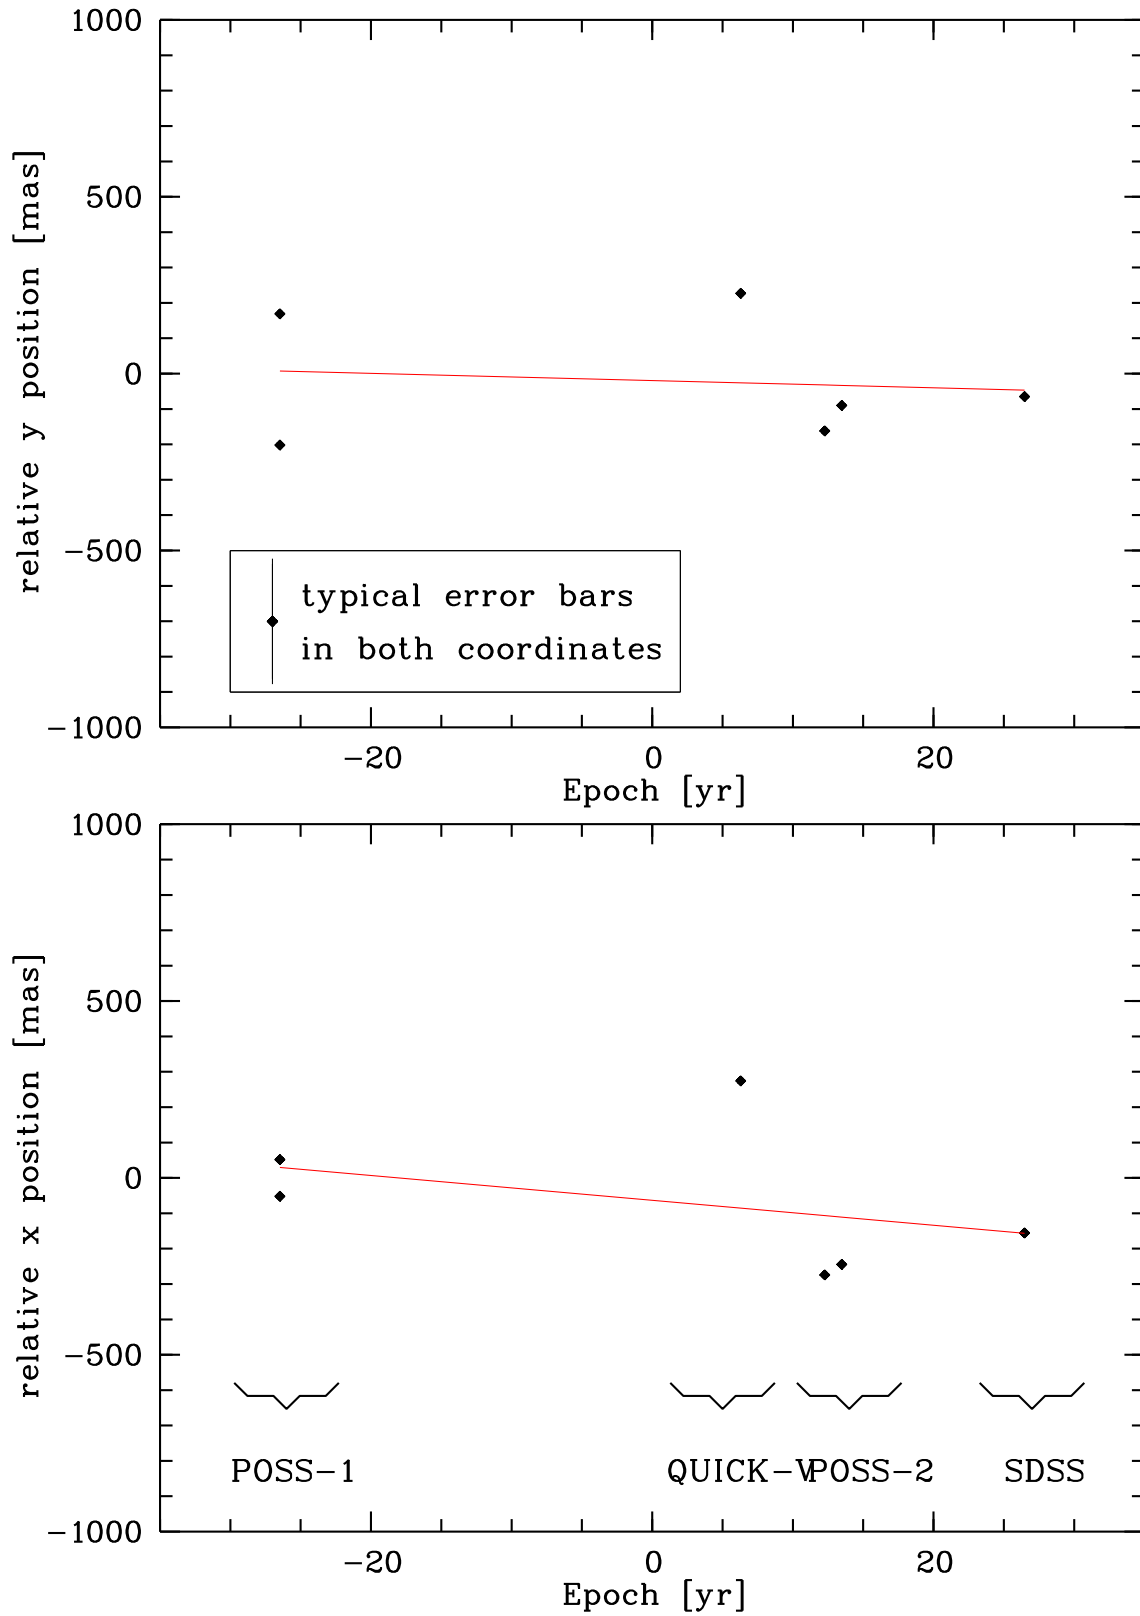 1000
500
0
−500
−1000
relative y position [mas]
typical error bars
in both coordinates
−20 0 20
Epoch [yr]
1000
500
0
−500
−1000
relative x position [mas]
POSS−1 QUICK−V POSS−2 SDSS
−20 0 20
Epoch [yr]